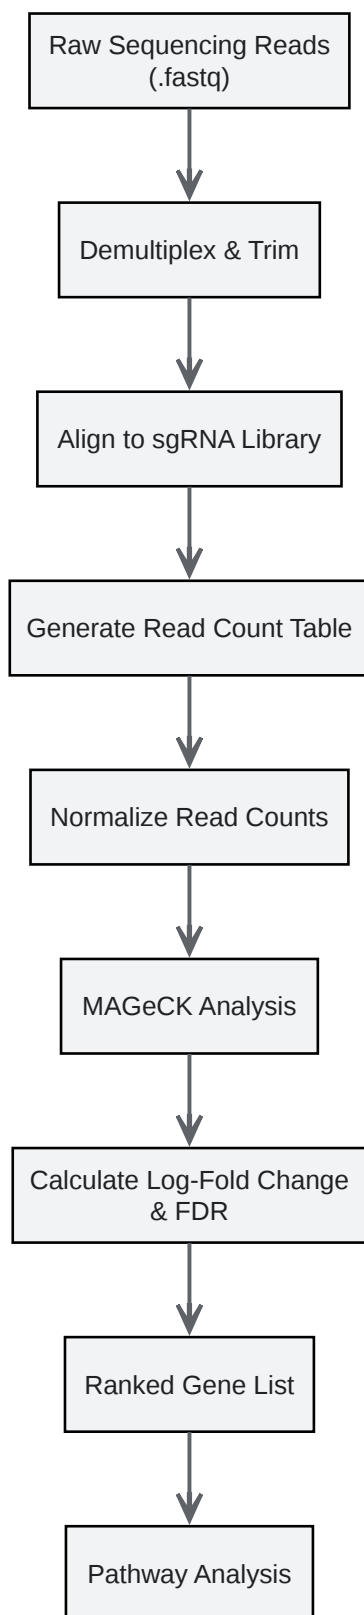 Raw Sequencing Reads
(.fastq)
Demultiplex & Trim
Align to sgRNA Library
Generate Read Count Table
Normalize Read Counts
MAGeCK Analysis
Calculate Log-Fold Change
& FDR
Ranked Gene List
Pathway Analysis